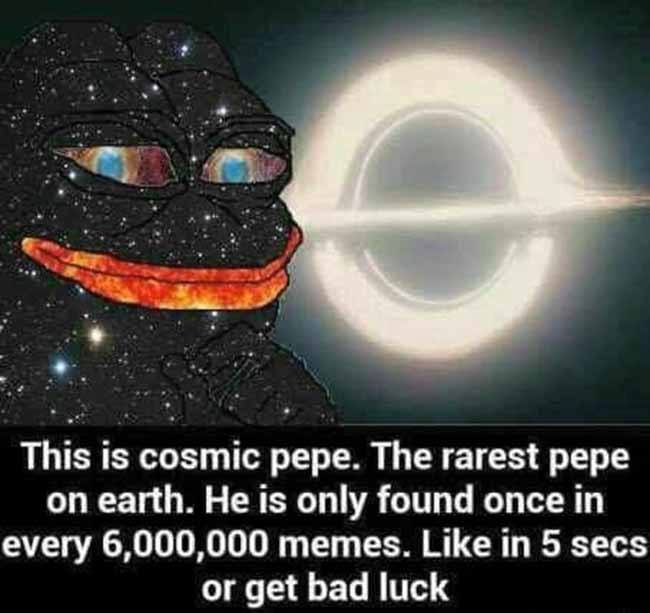 This is cosmic pepe. The rarest pepe
on earth. He is only found once in
every 6,000,000 memes. Like in 5 secs
or get bad luck